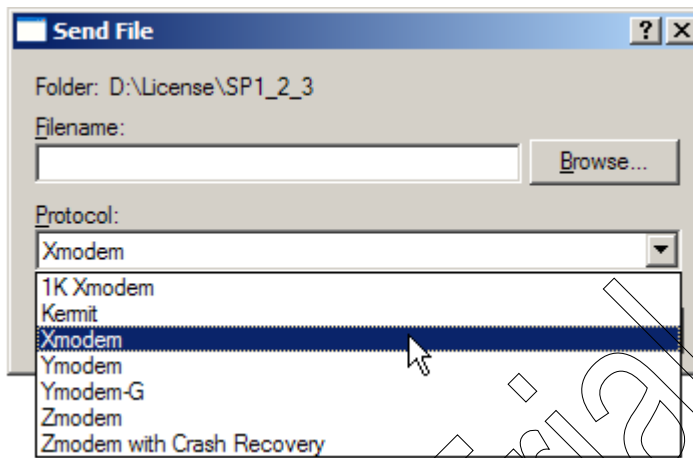 Send File
Folder: D:\License\SP1_2_3
Filename:
Browse...
Protocol:
Xmodem
1K Xmodem
Kermit
Xmodem
Ymodem
Ymodem-G
Zmodem
Zmodem with Crash Recovery